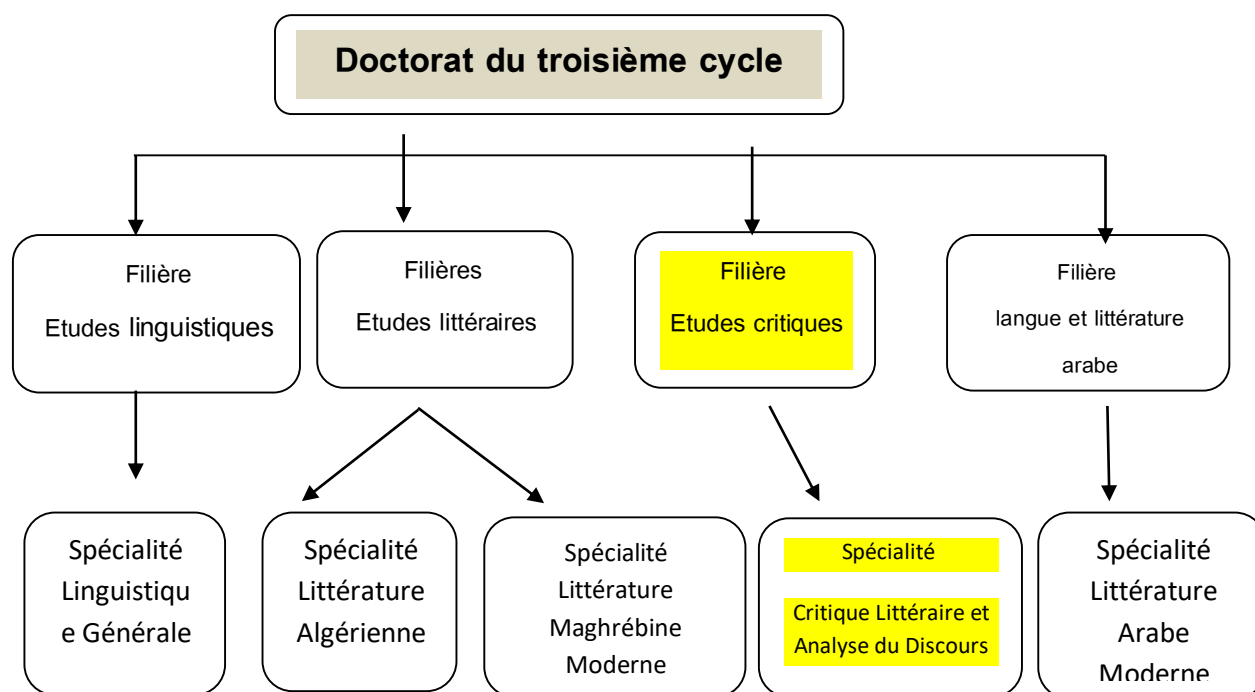 Doctorat du troisième cycle
Filière
Etudes linguistiques
Filières
Etudes littéraires
Filière
Etudes critiques
Filière
langue et littérature
arabe
Spécialité
Linguistiqu
e Générale
Spécialité
Littérature
Algérienne
Spécialité
Littérature
Maghrébine
Moderne
Spécialité
Critique Littéraire et
Analyse du Discours
Spécialité
Littérature
Arabe
Moderne